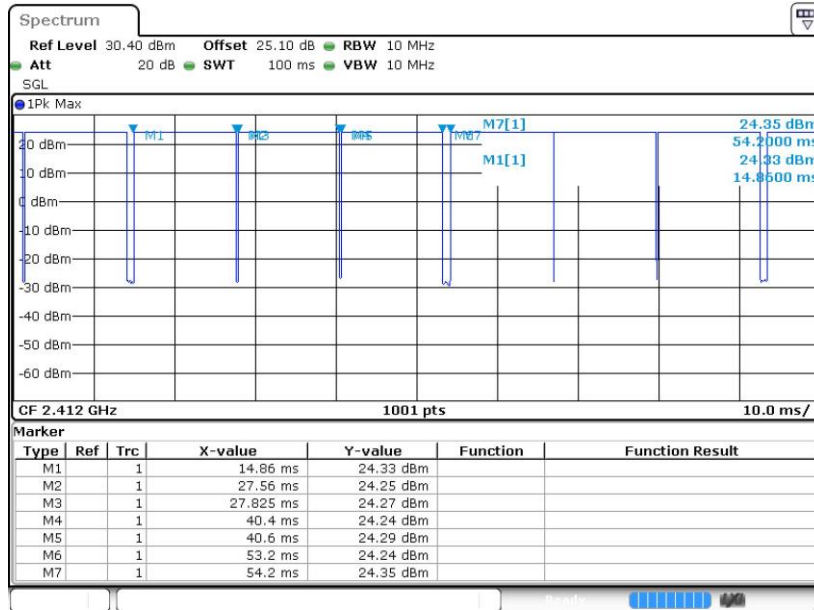 Spectrum
Ref Level 30.40 dBm Offset 25.10 dB RBW 10 MHz
Att 20 dB SWT 100 ms VBW 10 MHz
SGL
1Pk Max
M7[1] 24.35 dBm
54.2000 ms
M1[1] 24.33 dBm
14.8600 ms
M1
20 dBm
10 dBm
0 dBm
-10 dBm
-20 dBm
-30 dBm
-40 dBm
-50 dBm
-60 dBm
CF 2.412 GHz 1001 pts 10.0 ms/
Marker
Type Ref Trc X-value Y-value Function Function Result
M1 1 14.86 ms 24.33 dBm
M2 1 27.56 ms 24.25 dBm
M3 1 27.825 ms 24.27 dBm
M4 1 40.4 ms 24.24 dBm
M5 1 40.6 ms 24.29 dBm
M6 1 53.2 ms 24.24 dBm
M7 1 54.2 ms 24.35 dBm
Ready